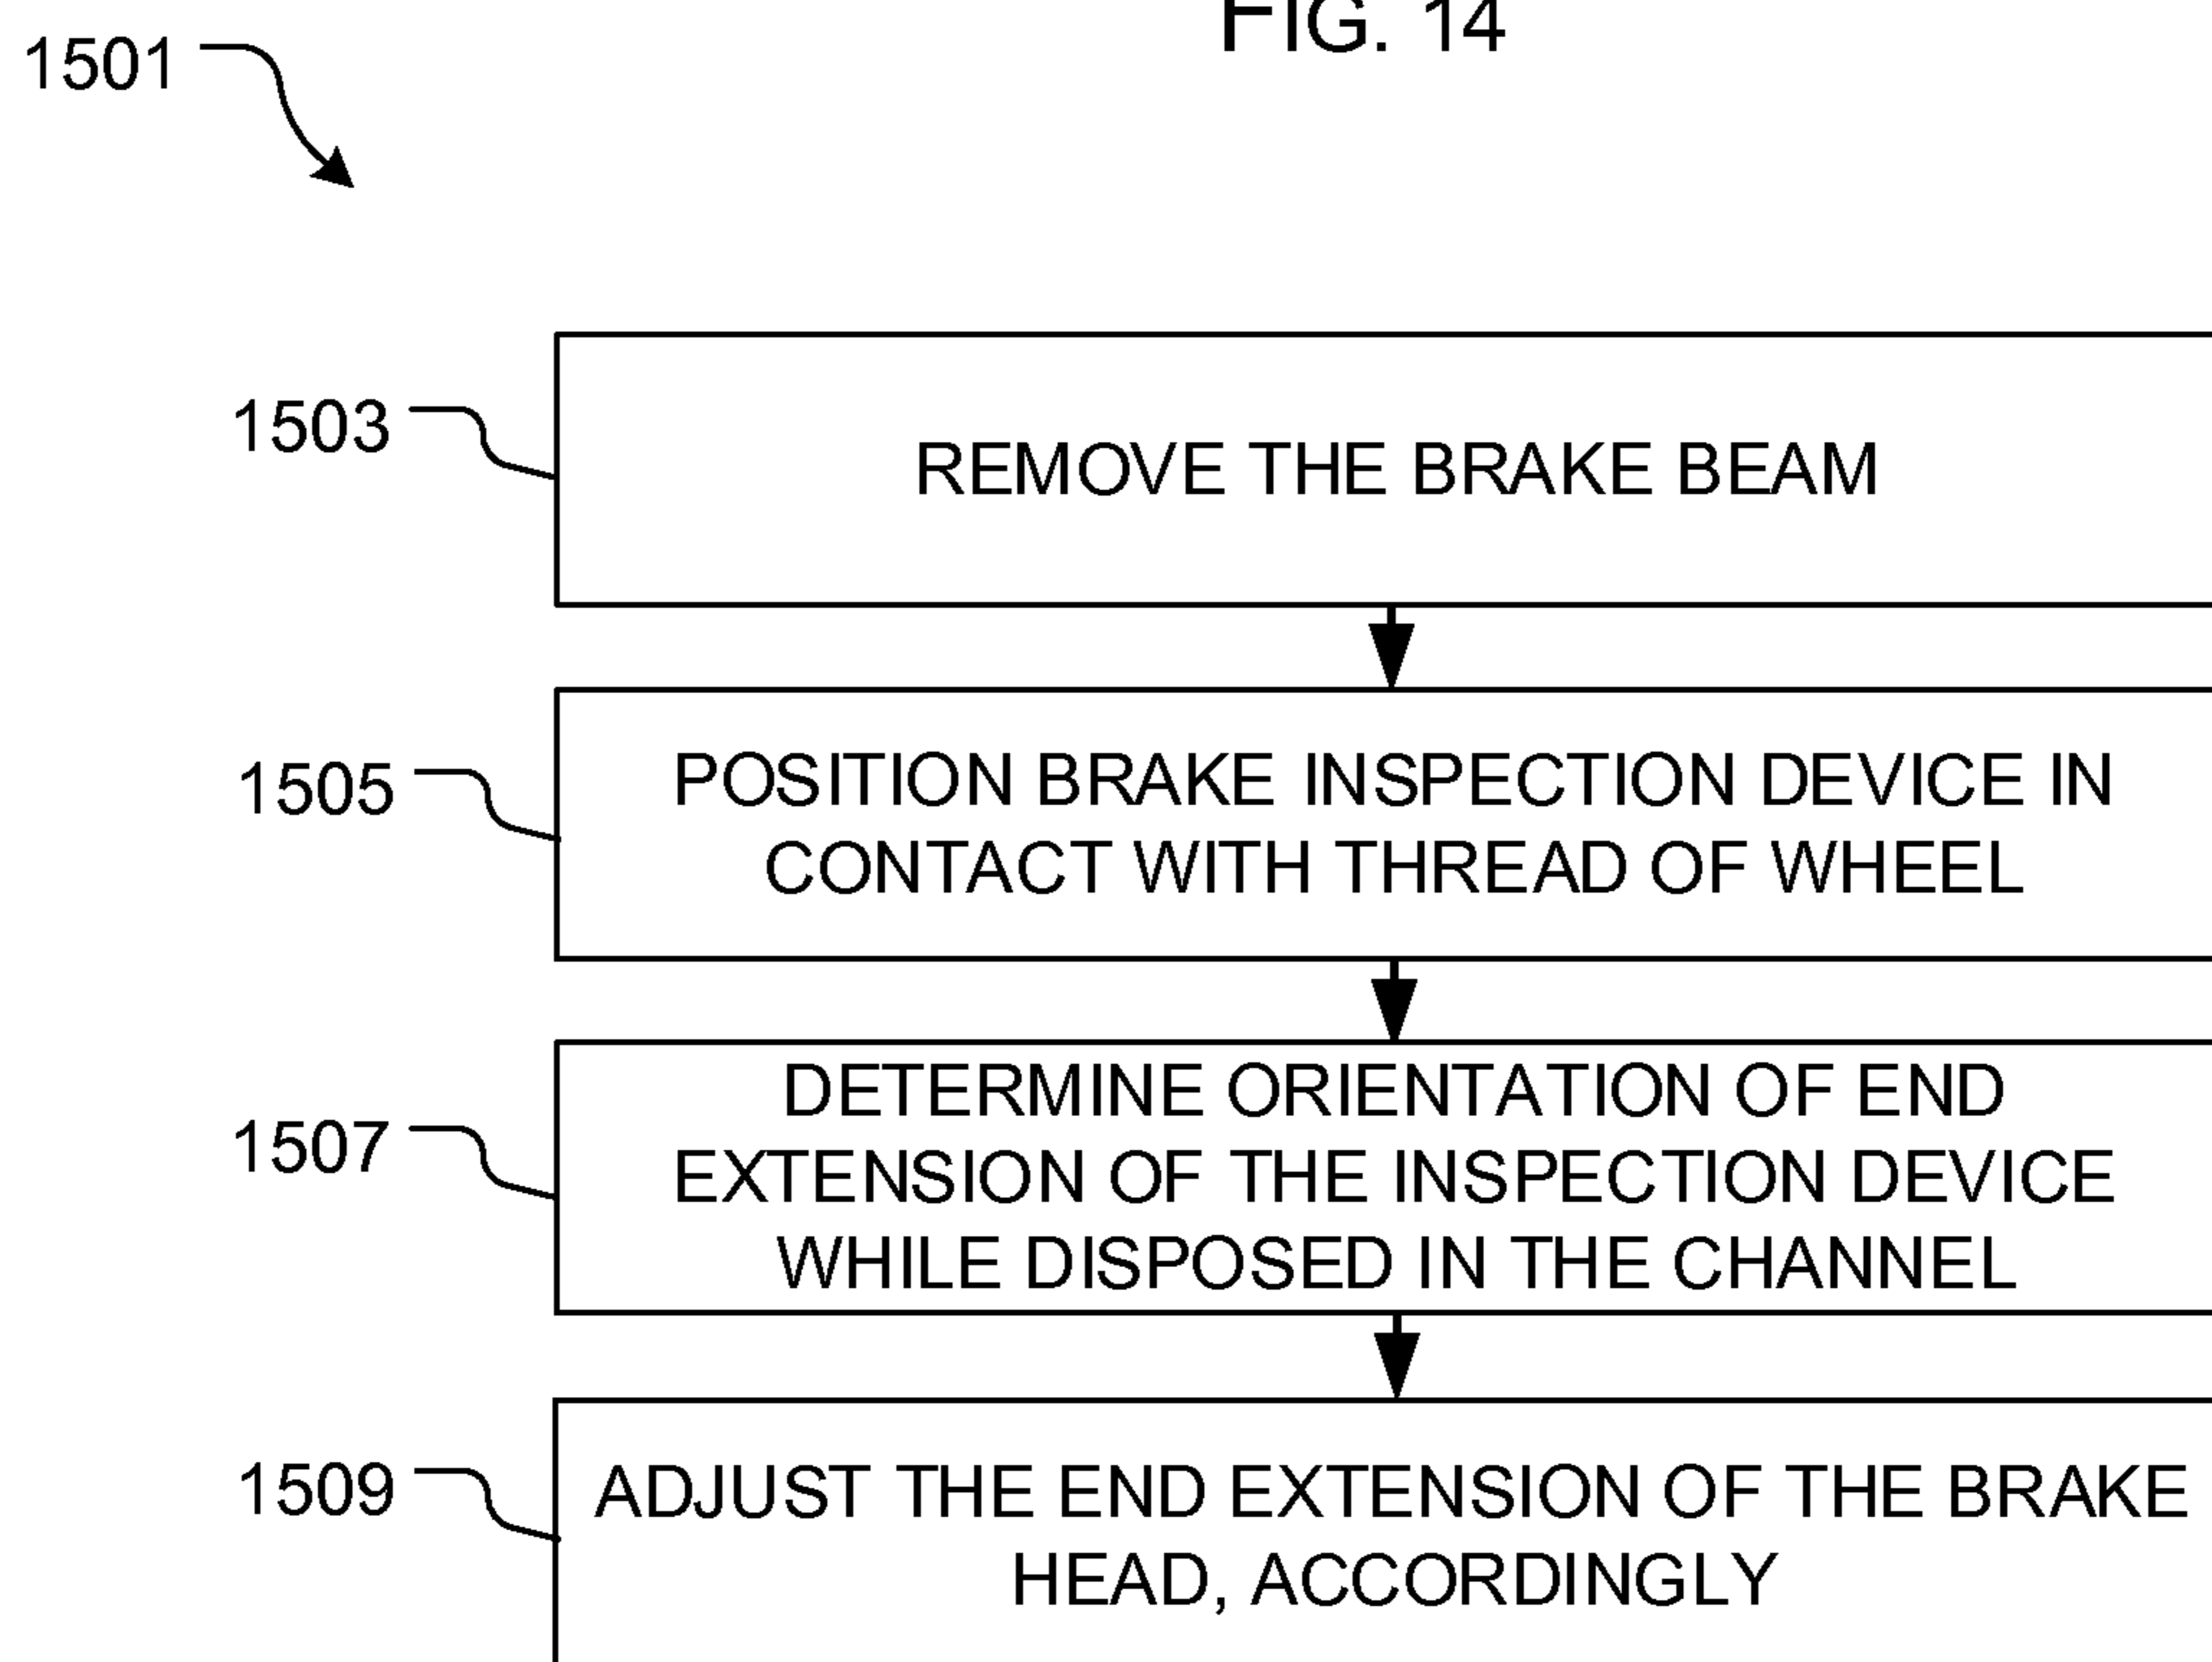 FIG. 14
1501
1503
REMOVE THE BRAKE BEAM
1505
POSITION BRAKE INSPECTION DEVICE IN
CONTACT WITH THREAD OF WHEEL
1507
DETERMINE ORIENTATION OF END
EXTENSION OF THE INSPECTION DEVICE
WHILE DISPOSED IN THE CHANNEL
1509
ADJUST THE END EXTENSION OF THE BRAKE
HEAD, ACCORDINGLY